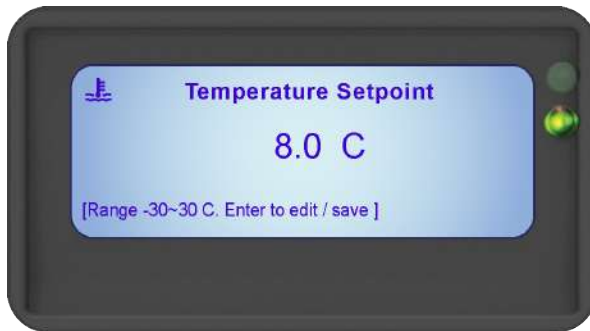 Temperature Setpoint
8.0 C
[Range -30~30 C. Enter to edit / save ]